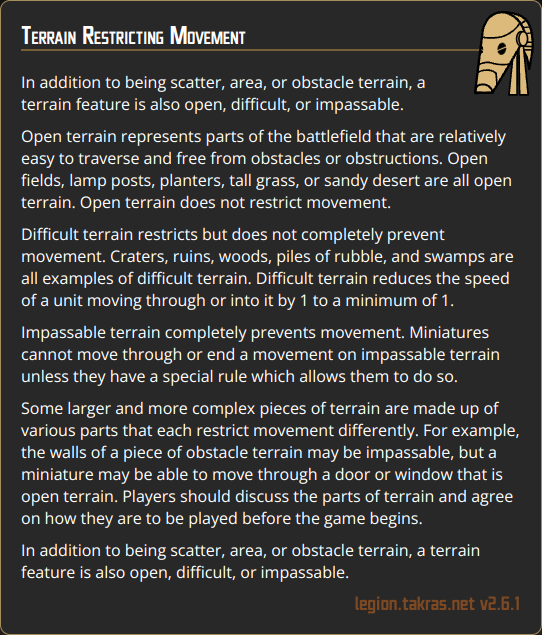 Terrain Restricting Movement
In addition to being scatter, area, or obstacle terrain, a
terrain feature is also open, difficult, or impassable.
Open terrain represents parts of the battlefield that are relatively
easy to traverse and free from obstacles or obstructions. Open
fields, lamp posts, planters, tall grass, or sandy desert are all open
terrain. Open terrain does not restrict movement.
Difficult terrain restricts but does not completely prevent
movement. Craters, ruins, woods, piles of rubble, and swamps are
all examples of difficult terrain. Difficult terrain reduces the speed
of a unit moving through or into it by 1 to a minimum of 1.
Impassable terrain completely prevents movement. Miniatures
cannot move through or end a movement on impassable terrain
unless they have a special rule which allows them to do so.
Some larger and more complex pieces of terrain are made up of
various parts that each restrict movement differently. For example,
the walls of a piece of obstacle terrain may be impassable, but a
miniature may be able to move through a door or window that is
open terrain. Players should discuss the parts of terrain and agree
on how they are to be played before the game begins.
In addition to being scatter, area, or obstacle terrain, a terrain
feature is also open, difficult, or impassable.
legion.takras.net v2.6.1